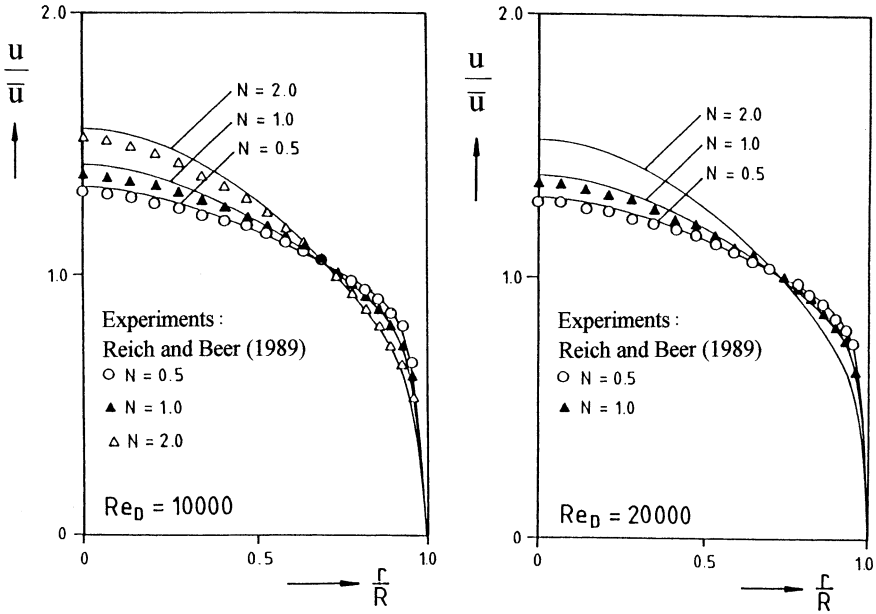 2.0
u
u̅
N = 2.0
N = 1.0
N = 0.5
1.0
Experiments :
Reich and Beer (1989)
N = 0.5
N = 1.0
N = 2.0
Re_D = 10000
0
0
0.5
1.0
r
R
2.0
u
u̅
N = 2.0
N = 1.0
N = 0.5
1.0
Experiments :
Reich and Beer (1989)
N = 0.5
N = 1.0
Re_D = 20000
0
0
0.5
1.0
r
R